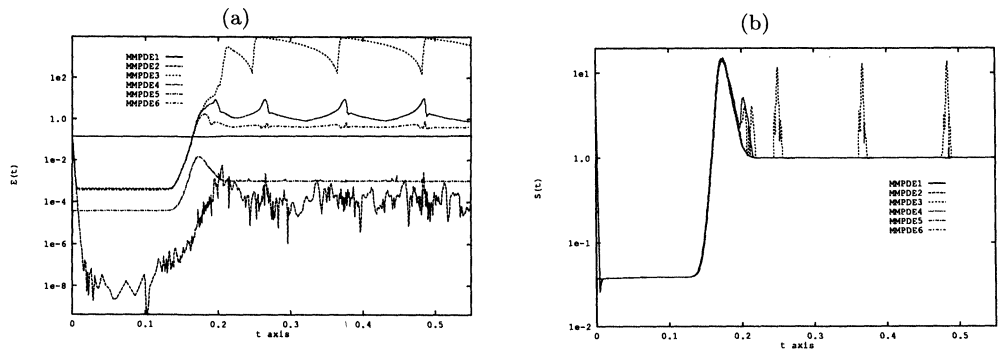 (a)
E(t)
1e2
1.0
1e-2
1e-4
1e-6
1e-8
MMPDE1
MMPDE2
MMPDE3
MMPDE4
MMPDE5
MMPDE6
0 0.1 0.2 0.3 0.4 0.5
t axis
(b)
S(t)
1e1
1.0
1e-1
1e-2
MMPDE1
MMPDE2
MMPDE3
MMPDE4
MMPDE5
MMPDE6
0 0.1 0.2 0.3 0.4 0.5
t axis